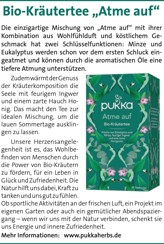 Bio-Kräutertee „Atme auf“
Die einzigartige Mischung von „Atme auf“ mit ihrer
Kombination aus Wohlfühlduft und köstlichem Ge-
schmack hat zwei Schlüsselfunktionen: Minze und
Eukalyptus werden schon vor dem ersten Schluck ein-
geatmet und können durch die aromatischen Öle eine
tiefere Atmung unterstützen.
Zudem wärmt der Genuss
der Kräuterkomposition die
Seele mit feurigem Ingwer
und einem zarte Hauch Ho-
nig. Das macht den Tee zur
idealen Mischung, um die
lauen Sommertage ausklin-
gen zu lassen.
Unsere Herzensangele-
genheit ist es, das Wohlbe-
finden von Menschen durch
die Power von Bio-Kräutern
zu fördern, für ein Leben in
Glück und Zufriedenheit. Die
Natur hilft uns dabei, Kraft zu
tanken und uns gut zu fühlen.
Ob sportliche Aktivitäten an der frischen Luft, ein Projekt im
eigenen Garten oder auch ein gemütlicher Abendspazier-
gang – wenn wir uns mit der Natur verbinden, schenkt sie
uns Energie und innere Zufriedenheit.
Mehr Informationen: www.pukkaherbs.de
pukka
Atme auf